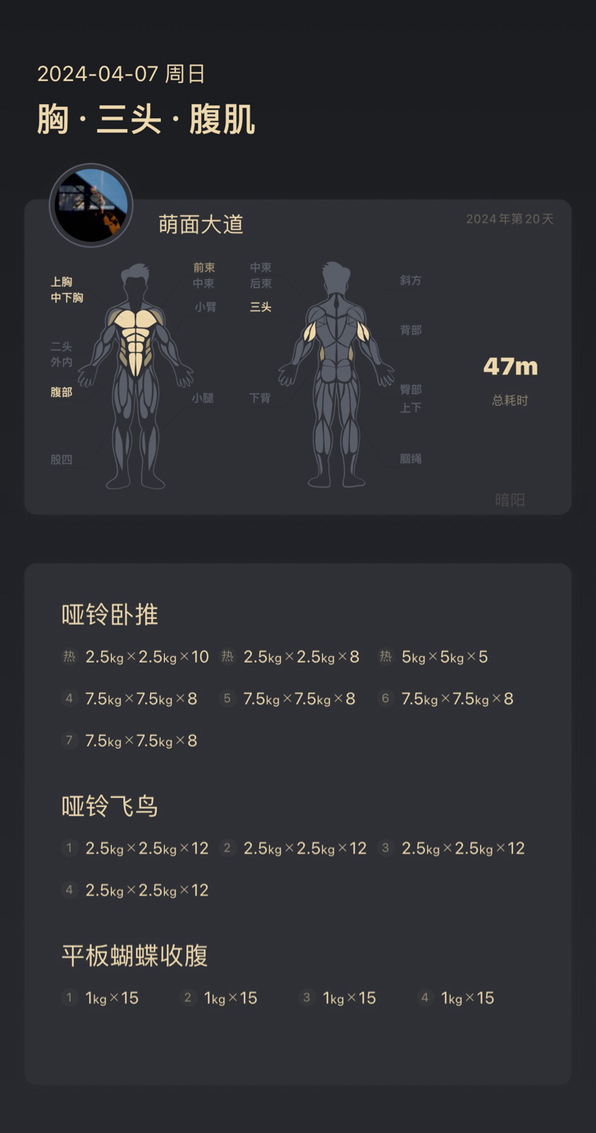 2024-04-07 周日
胸 · 三头 · 腹肌
萌面大道
2024年第20天
上胸
中下胸
二头
外内
腹部
股四
前束
中束
小臂
小腿
中束
后束
三头
下背
斜方
背部
臀部
上下
腘绳
47m
总耗时
暗阳
哑铃卧推
热 2.5kg×2.5kg×10 热 2.5kg×2.5kg×8 热 5kg×5kg×5
4 7.5kg×7.5kg×8 5 7.5kg×7.5kg×8 6 7.5kg×7.5kg×8
7 7.5kg×7.5kg×8
哑铃飞鸟
1 2.5kg×2.5kg×12 2 2.5kg×2.5kg×12 3 2.5kg×2.5kg×12
4 2.5kg×2.5kg×12
平板蝴蝶收腹
1 1kg×15 2 1kg×15 3 1kg×15 4 1kg×15